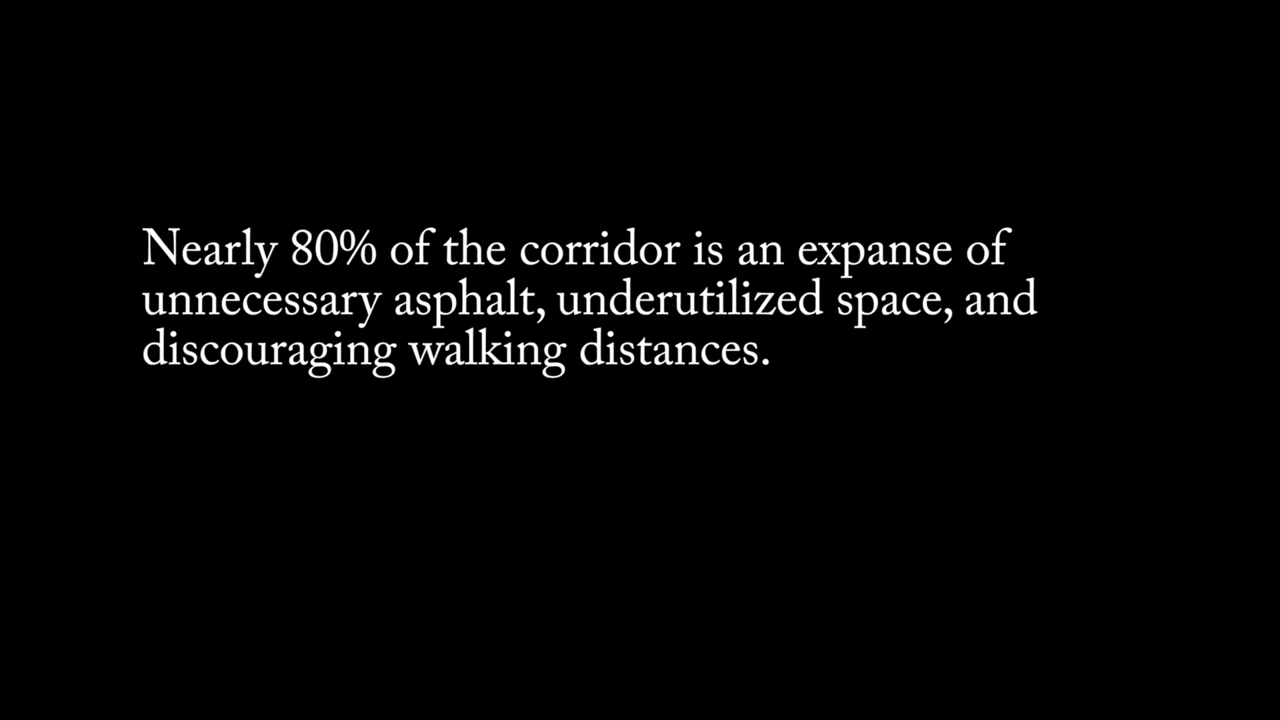 Nearly 80% of the corridor is an expanse of
unnecessary asphalt, underutilized space, and
discouraging walking distances.